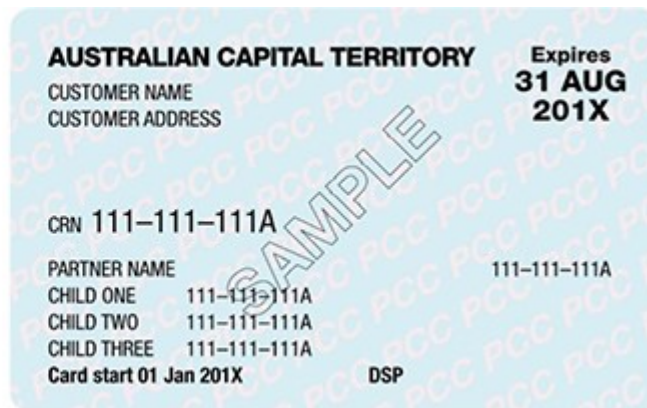 AUSTRALIAN CAPITAL TERRITORY
Expires
31 AUG
201X
CUSTOMER NAME
CUSTOMER ADDRESS
SAMPLE
CRN 111–111–111A
PARTNER NAME 111–111–111A
CHILD ONE 111–111–111A
CHILD TWO 111–111–111A
CHILD THREE 111–111–111A
Card start 01 Jan 201X DSP